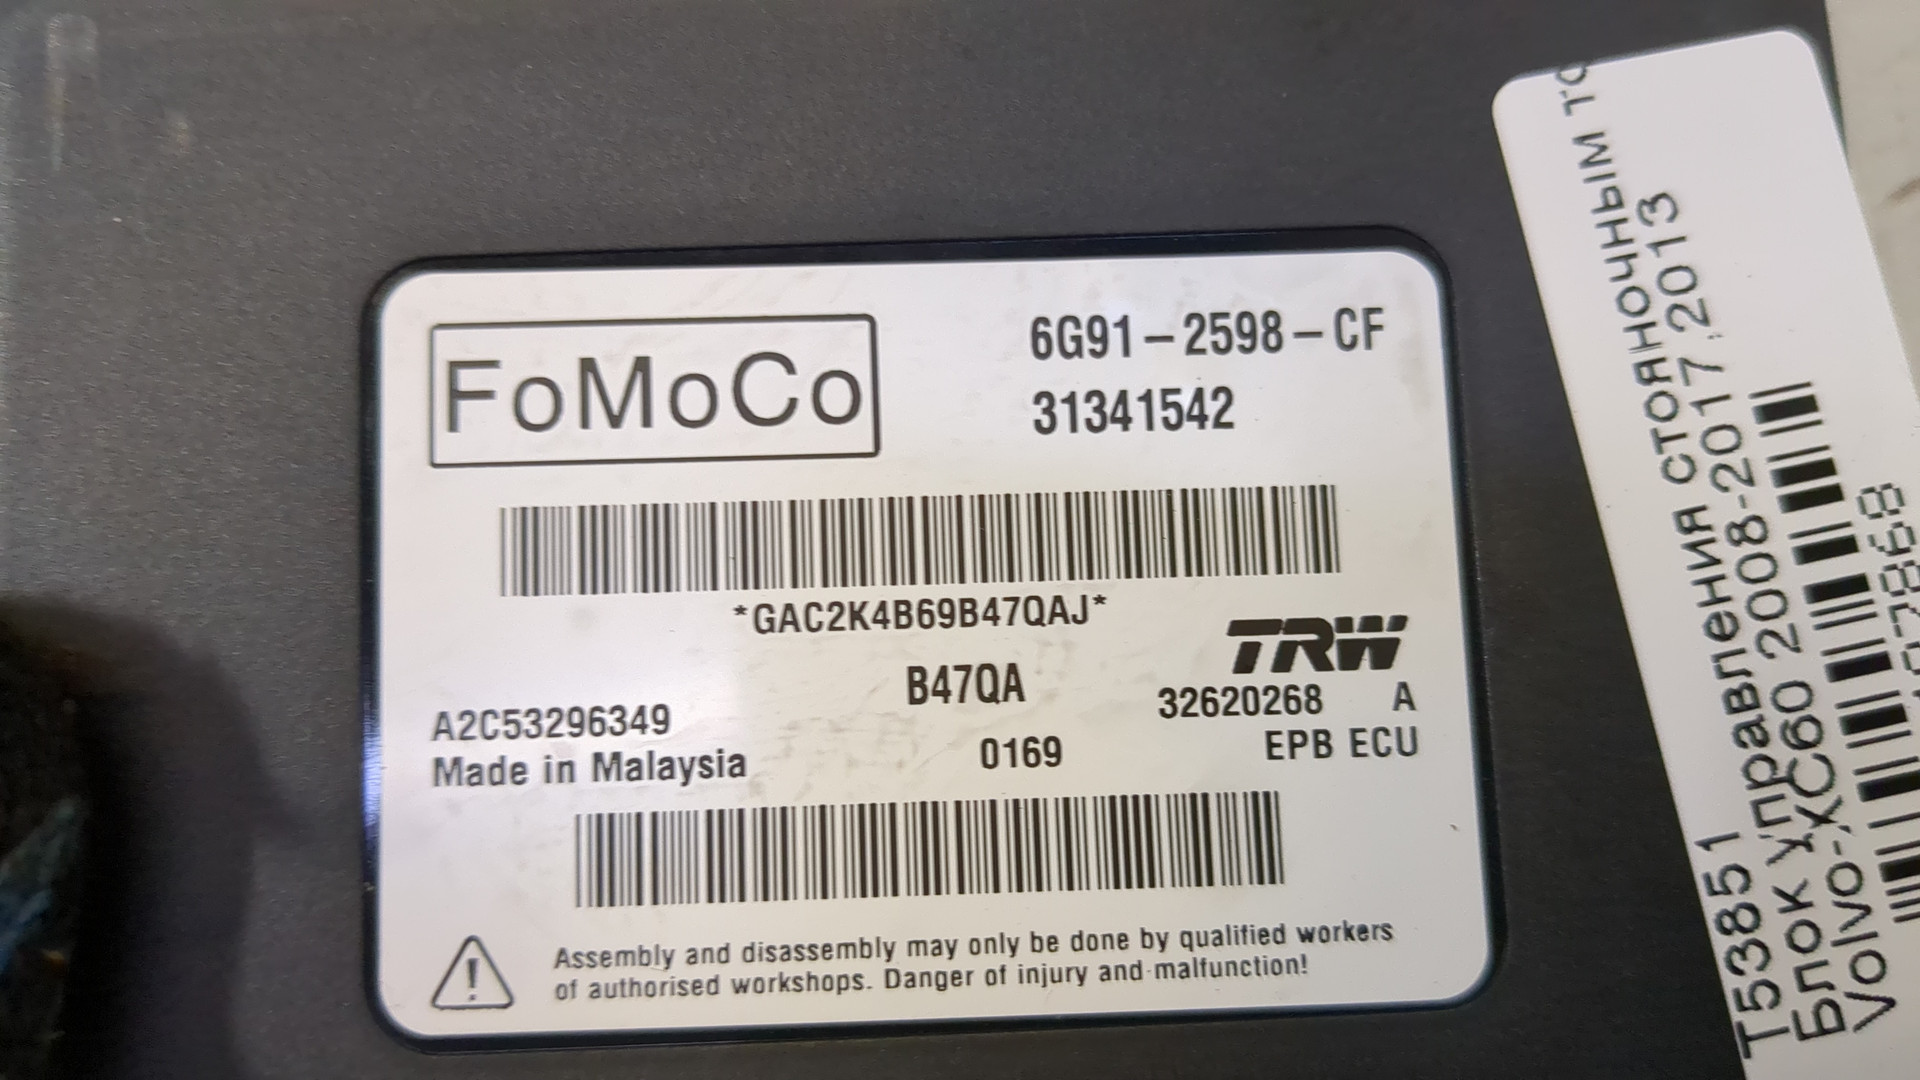 FoMoCo
6G91-2598-CF
31341542
*GAC2K4B69B47QAJ*
TRW
B47QA
32620268 A
A2C53296349
0169
EPB ECU
Made in Malaysia
Assembly and disassembly may only be done by qualified workers
of authorised workshops. Danger of injury and malfunction!
T53851
Блок управления стояночным
Volvo-XC60 2008-2017.2013